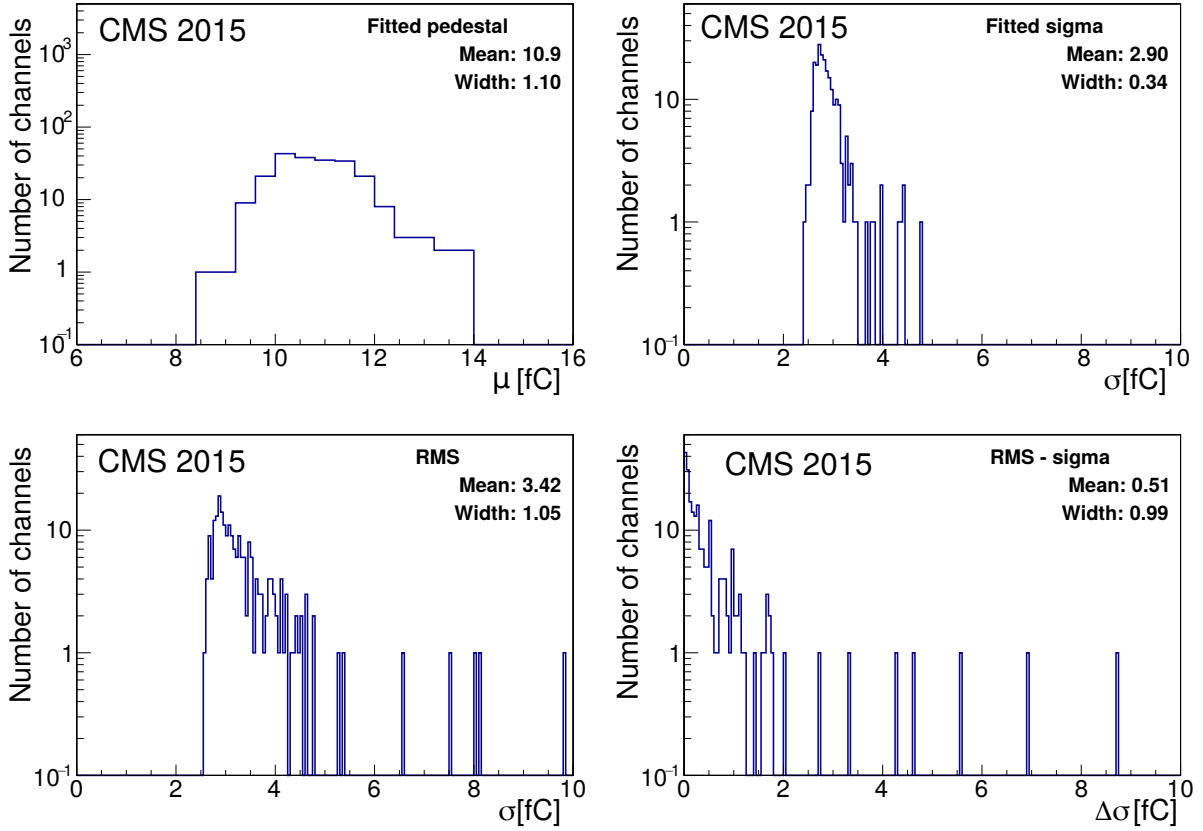 CMS 2015
Fitted pedestal
Mean: 10.9
Width: 1.10
Number of channels
10³
10²
10
1
10⁻¹
6 8 10 12 14 16
μ [fC]
CMS 2015
Fitted sigma
Mean: 2.90
Width: 0.34
Number of channels
10
1
10⁻¹
0 2 4 6 8 10
σ[fC]
CMS 2015
RMS
Mean: 3.42
Width: 1.05
Number of channels
10
1
10⁻¹
0 2 4 6 8 10
σ[fC]
CMS 2015
RMS - sigma
Mean: 0.51
Width: 0.99
Number of channels
10
1
10⁻¹
0 2 4 6 8 10
Δσ[fC]